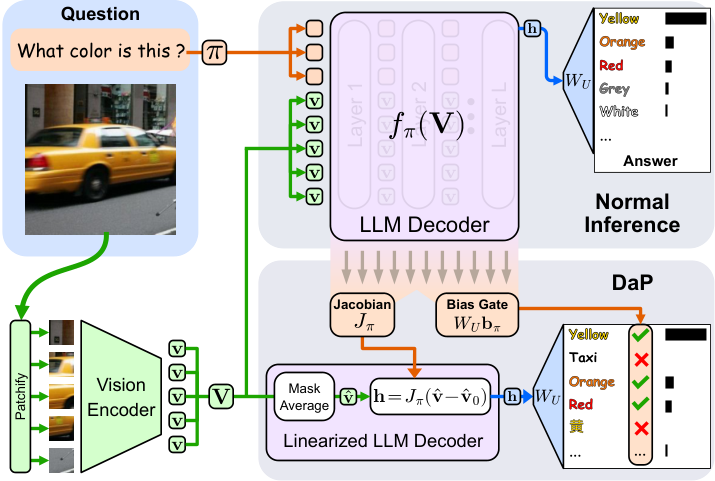 Question
What color is this ?
π
Patchify
Vision
Encoder
v
v
v
v
v
V
v
v
v
v
v
Layer 1
Layer 2
Layer L
v
v
v
v
v
v
v
v
v
v
f_π(V)
LLM Decoder
h
W_U
Yellow
Orange
Red
Grey
White
...
Answer
Normal
Inference
DaP
Jacobian
J_π
Bias Gate
W_U b_π
Mask
Average
v̂
h = J_π(v̂ − v̂₀)
Linearized LLM Decoder
h
W_U
Yellow
Taxi
Orange
Red
黄
...
...